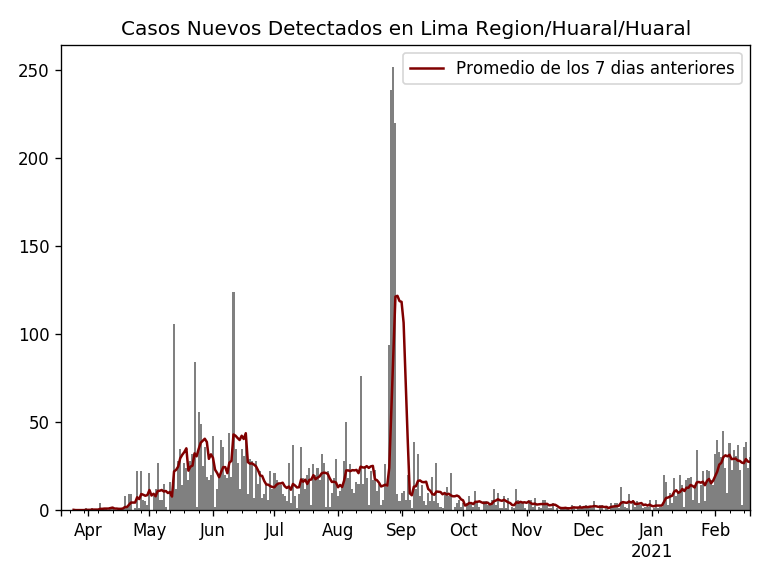 Casos Nuevos Detectados en Lima Region/Huaral/Huaral
Promedio de los 7 dias anteriores
250
200
150
100
50
0
Apr May Jun Jul Aug Sep Oct Nov Dec Jan Feb
2021